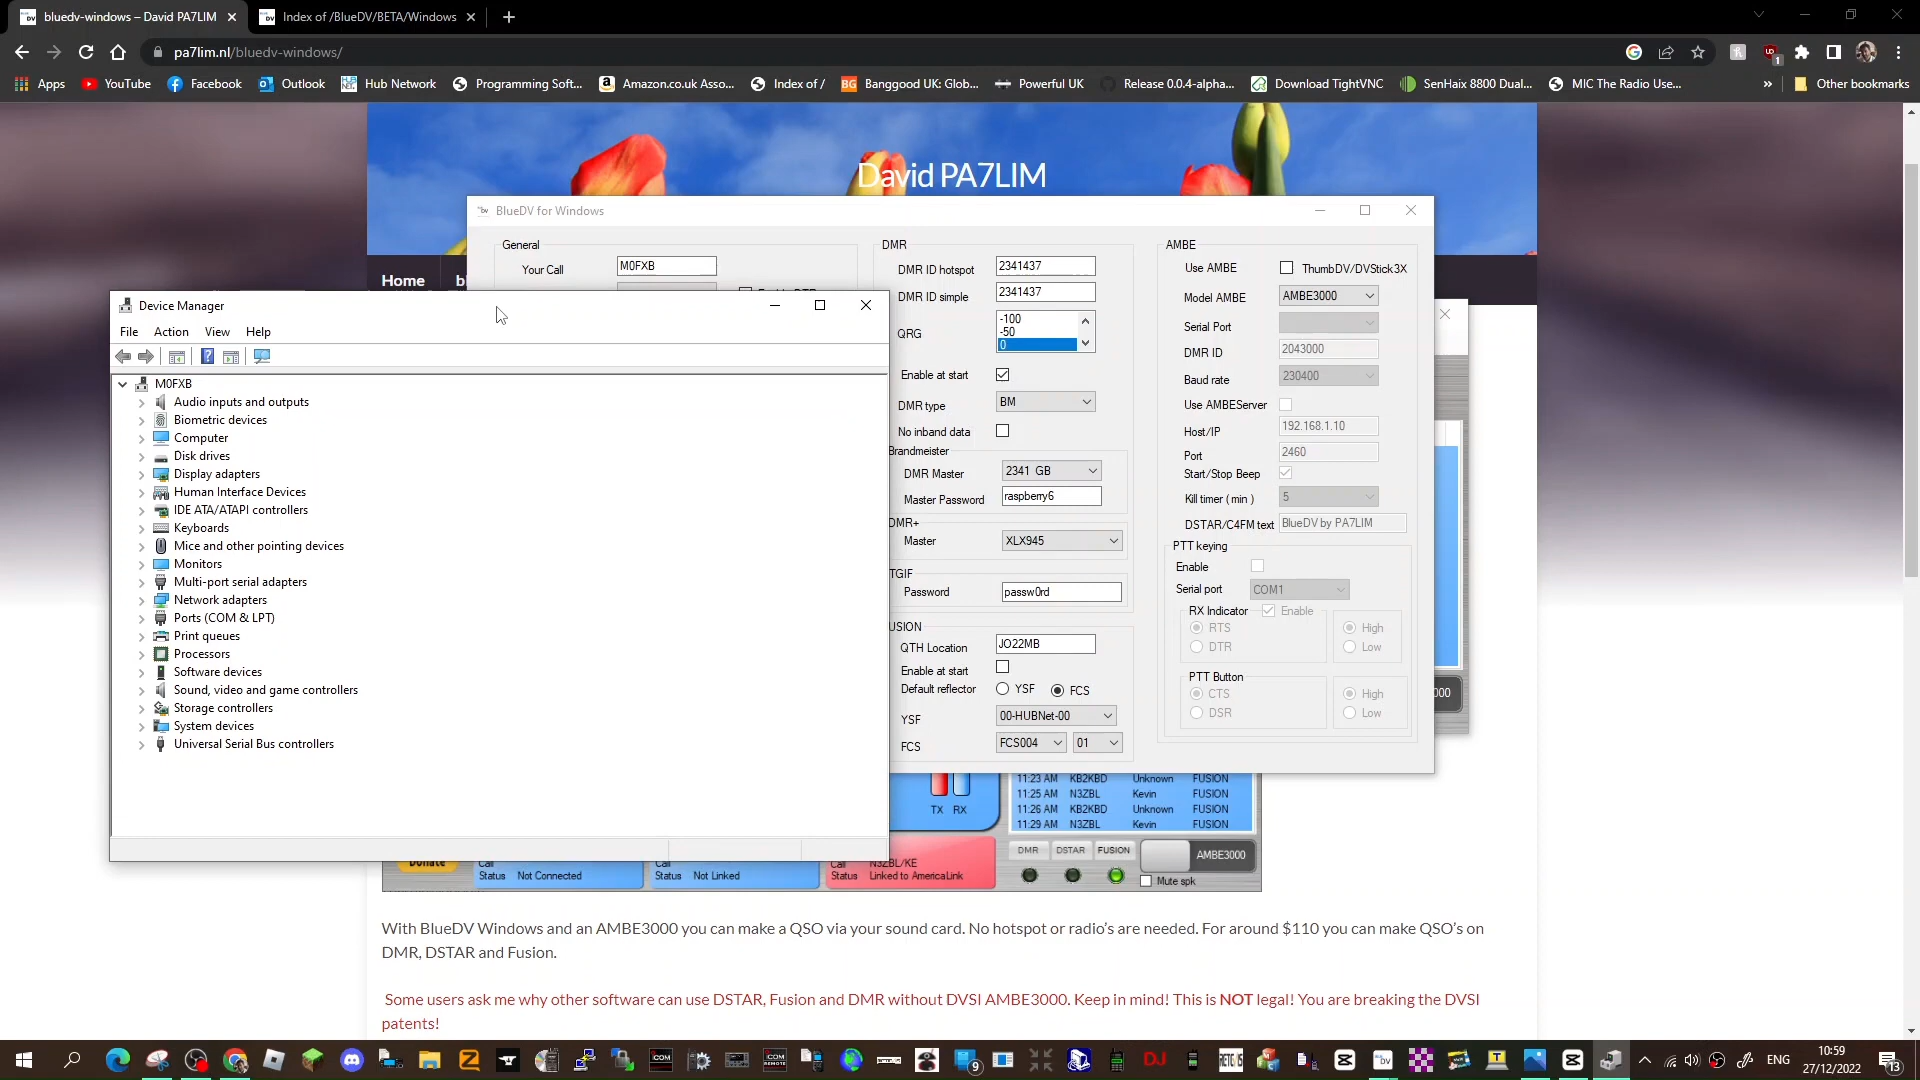 bluedv-windows – David PA7LIM
Index of /BlueDV/BETA/Windows
pa7lim.nl/bluedv-windows/
Apps
YouTube
Facebook
Outlook
Hub Network
Programming Soft...
Amazon.co.uk Asso...
Index of /
Banggood UK: Glob...
Powerful UK
Release 0.0.4-alpha...
Download TightVNC
SenHaix 8800 Dual...
MIC The Radio Use...
Other bookmarks
David PA7LIM
Home
BlueDV for Windows
General
Your Call
M0FXB
DMR
DMR ID hotspot
2341437
DMR ID simple
2341437
QRG
-100
-50
0
Enable at start
DMR type
BM
No inband data
Brandmeister
DMR Master
2341 GB
Master Password
raspberry6
DMR+
Master
XLX945
TGIF
Password
passw0rd
USION
QTH Location
JO22MB
Enable at start
Default reflector
YSF
FCS
YSF
00-HUBNet-00
FCS
FCS004
01
AMBE
Use AMBE
ThumbDV/DVStick3X
Model AMBE
AMBE3000
Serial Port
DMR ID
2043000
Baud rate
230400
Use AMBEServer
Host/IP
192.168.1.10
Port
2460
Start/Stop Beep
Kill timer ( min )
5
DSTAR/C4FM text
BlueDV by PA7LIM
PTT keying
Enable
Serial port
COM1
RX Indicator
Enable
RTS
High
DTR
Low
PTT Button
CTS
High
DSR
Low
000
Device Manager
File
Action
View
Help
M0FXB
Audio inputs and outputs
Biometric devices
Computer
Disk drives
Display adapters
Human Interface Devices
IDE ATA/ATAPI controllers
Keyboards
Mice and other pointing devices
Monitors
Multi-port serial adapters
Network adapters
Ports (COM & LPT)
Print queues
Processors
Software devices
Sound, video and game controllers
Storage controllers
System devices
Universal Serial Bus controllers
TX RX
11:23 AM KB2KBD Unknown FUSION
11:25 AM N3ZBL Kevin FUSION
11:26 AM KB2KBD Unknown FUSION
11:29 AM N3ZBL Kevin FUSION
DMR
DSTAR
FUSION
AMBE3000
Mute spk
Donate
Call
Status Not Connected
Call
Status Not Linked
Call N3ZBL/KE
Status Linked to AmericaLink
With BlueDV Windows and an AMBE3000 you can make a QSO via your sound card. No hotspot or radio’s are needed. For around $110 you can make QSO’s on
DMR, DSTAR and Fusion.
Some users ask me why other software can use DSTAR, Fusion and DMR without DVSI AMBE3000. Keep in mind! This is NOT legal! You are breaking the DVSI
patents!
ENG
10:59
27/12/2022
13